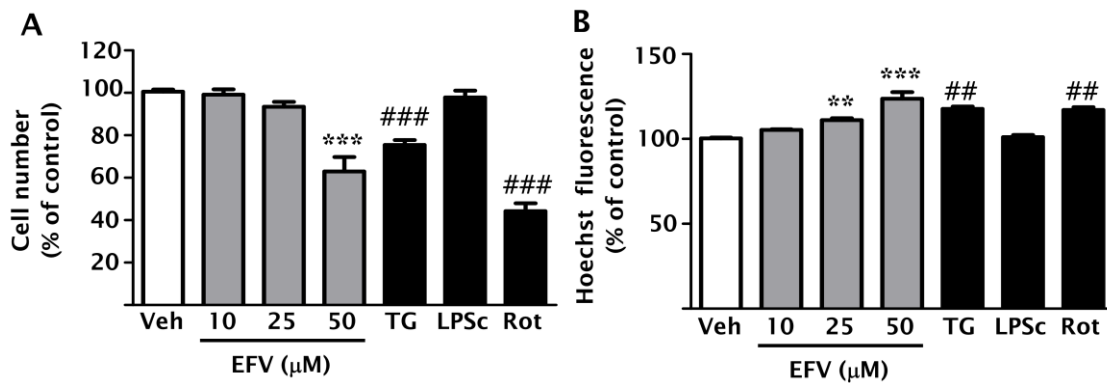 A
Cell number
(% of control)
120
100
80
60
40
20
***
###
###
Veh 10 25 50 TG LPSc Rot
EFV (μM)
B
Hoechst fluorescence
(% of control)
150
100
50
**
***
##
##
Veh 10 25 50 TG LPSc Rot
EFV (μM)